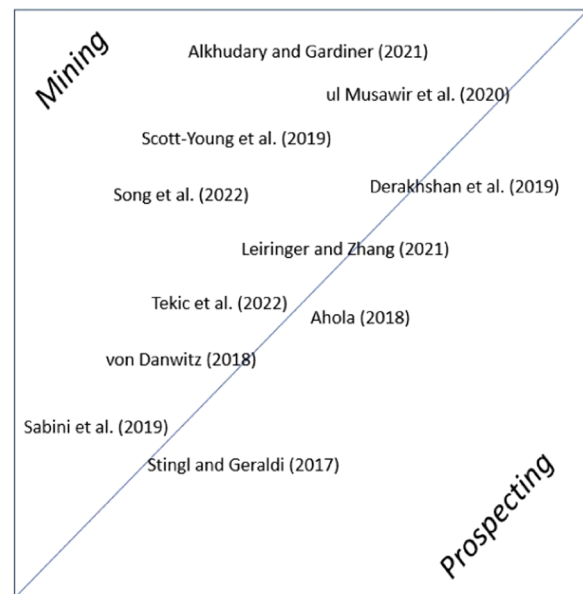 Mining
Alkhudary and Gardiner (2021)
ul Musawir et al. (2020)
Scott-Young et al. (2019)
Derakhshan et al. (2019)
Song et al. (2022)
Leiringer and Zhang (2021)
Tekic et al. (2022)
Ahola (2018)
von Danwitz (2018)
Sabini et al. (2019)
Stingl and Geraldi (2017)
Prospecting